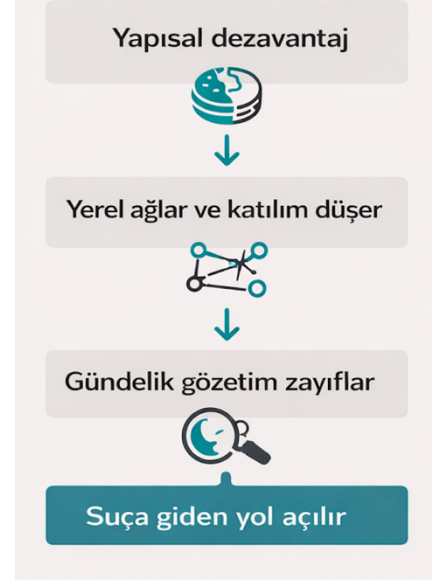 Yapısal dezavantaj
Yerel ağlar ve katılım düşer
Gündelik gözetim zayıflar
Suça giden yol açılır